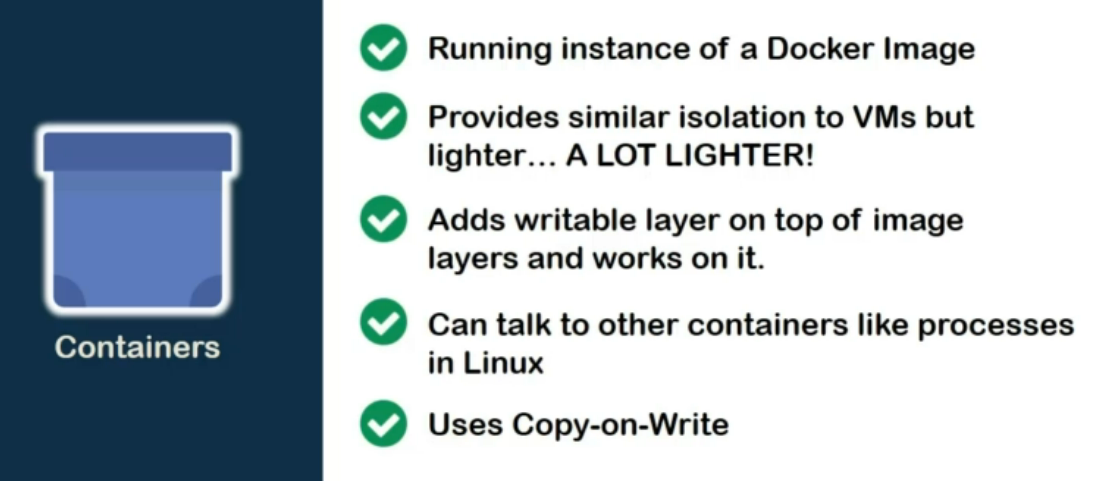 Containers
Running instance of a Docker Image
Provides similar isolation to VMs but
lighter... A LOT LIGHTER!
Adds writable layer on top of image
layers and works on it.
Can talk to other containers like processes
in Linux
Uses Copy-on-Write